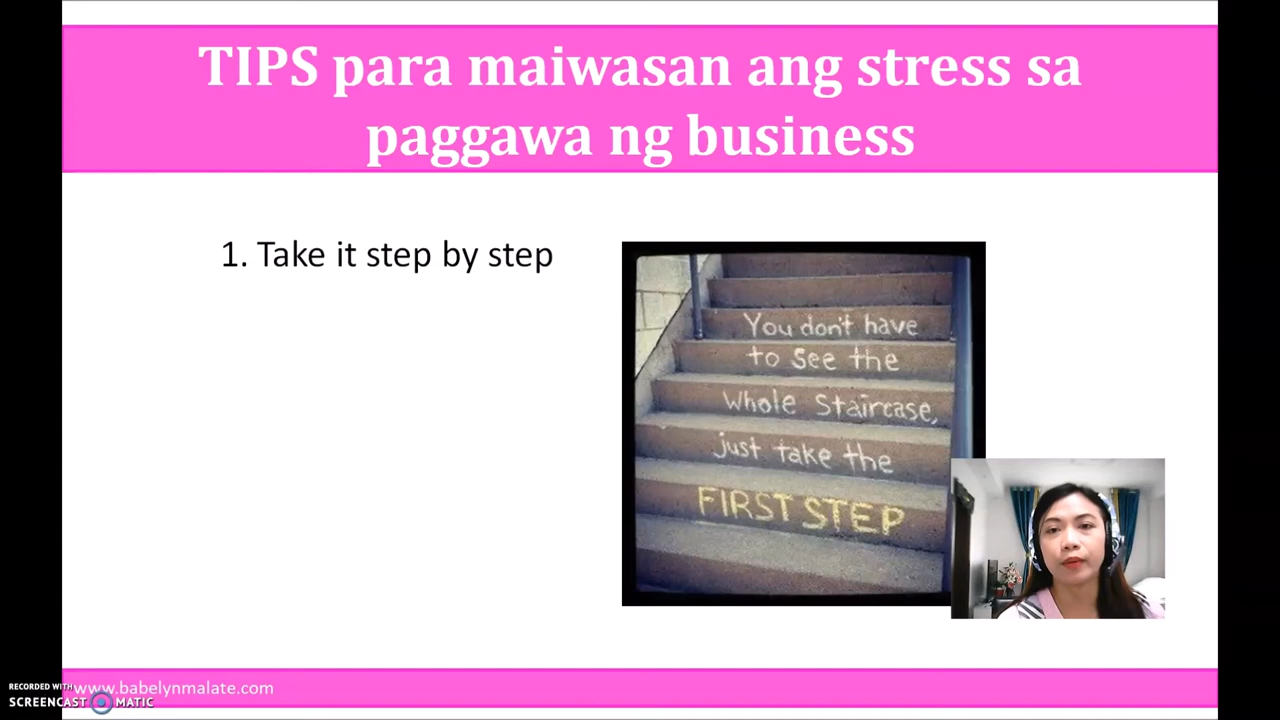 TIPS para maiwasan ang stress sa
paggawa ng business
1. Take it step by step
You don't have
to see the
Whole Staircase,
just take the
FIRST STEP
www.babelynmalate.com
RECORDED WITH
SCREENCAST MATIC